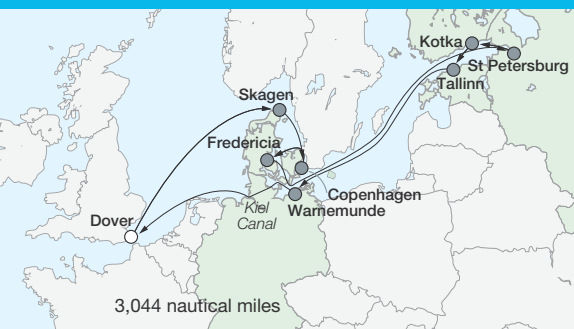 Kotka
St Petersburg
Tallinn
Skagen
Fredericia
Copenhagen
Warnemunde
Kiel
Canal
Dover
3,044 nautical miles